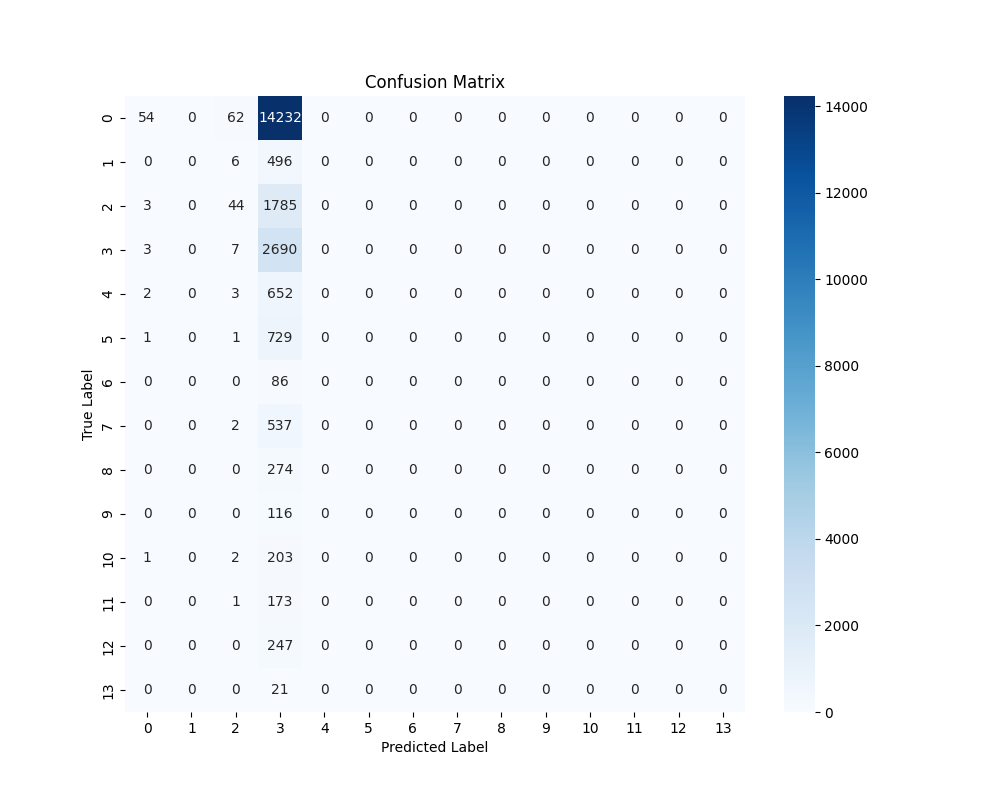 Confusion Matrix
0 54 0 62 14232 0 0 0 0 0 0 0 0 0 0
1 0 0 6 496 0 0 0 0 0 0 0 0 0 0
2 3 0 44 1785 0 0 0 0 0 0 0 0 0 0
3 3 0 7 2690 0 0 0 0 0 0 0 0 0 0
4 2 0 3 652 0 0 0 0 0 0 0 0 0 0
5 1 0 1 729 0 0 0 0 0 0 0 0 0 0
6 0 0 0 86 0 0 0 0 0 0 0 0 0 0
7 0 0 2 537 0 0 0 0 0 0 0 0 0 0
8 0 0 0 274 0 0 0 0 0 0 0 0 0 0
9 0 0 0 116 0 0 0 0 0 0 0 0 0 0
10 1 0 2 203 0 0 0 0 0 0 0 0 0 0
11 0 0 1 173 0 0 0 0 0 0 0 0 0 0
12 0 0 0 247 0 0 0 0 0 0 0 0 0 0
13 0 0 0 21 0 0 0 0 0 0 0 0 0 0
0 1 2 3 4 5 6 7 8 9 10 11 12 13
Predicted Label
True Label
14000
12000
10000
8000
6000
4000
2000
0